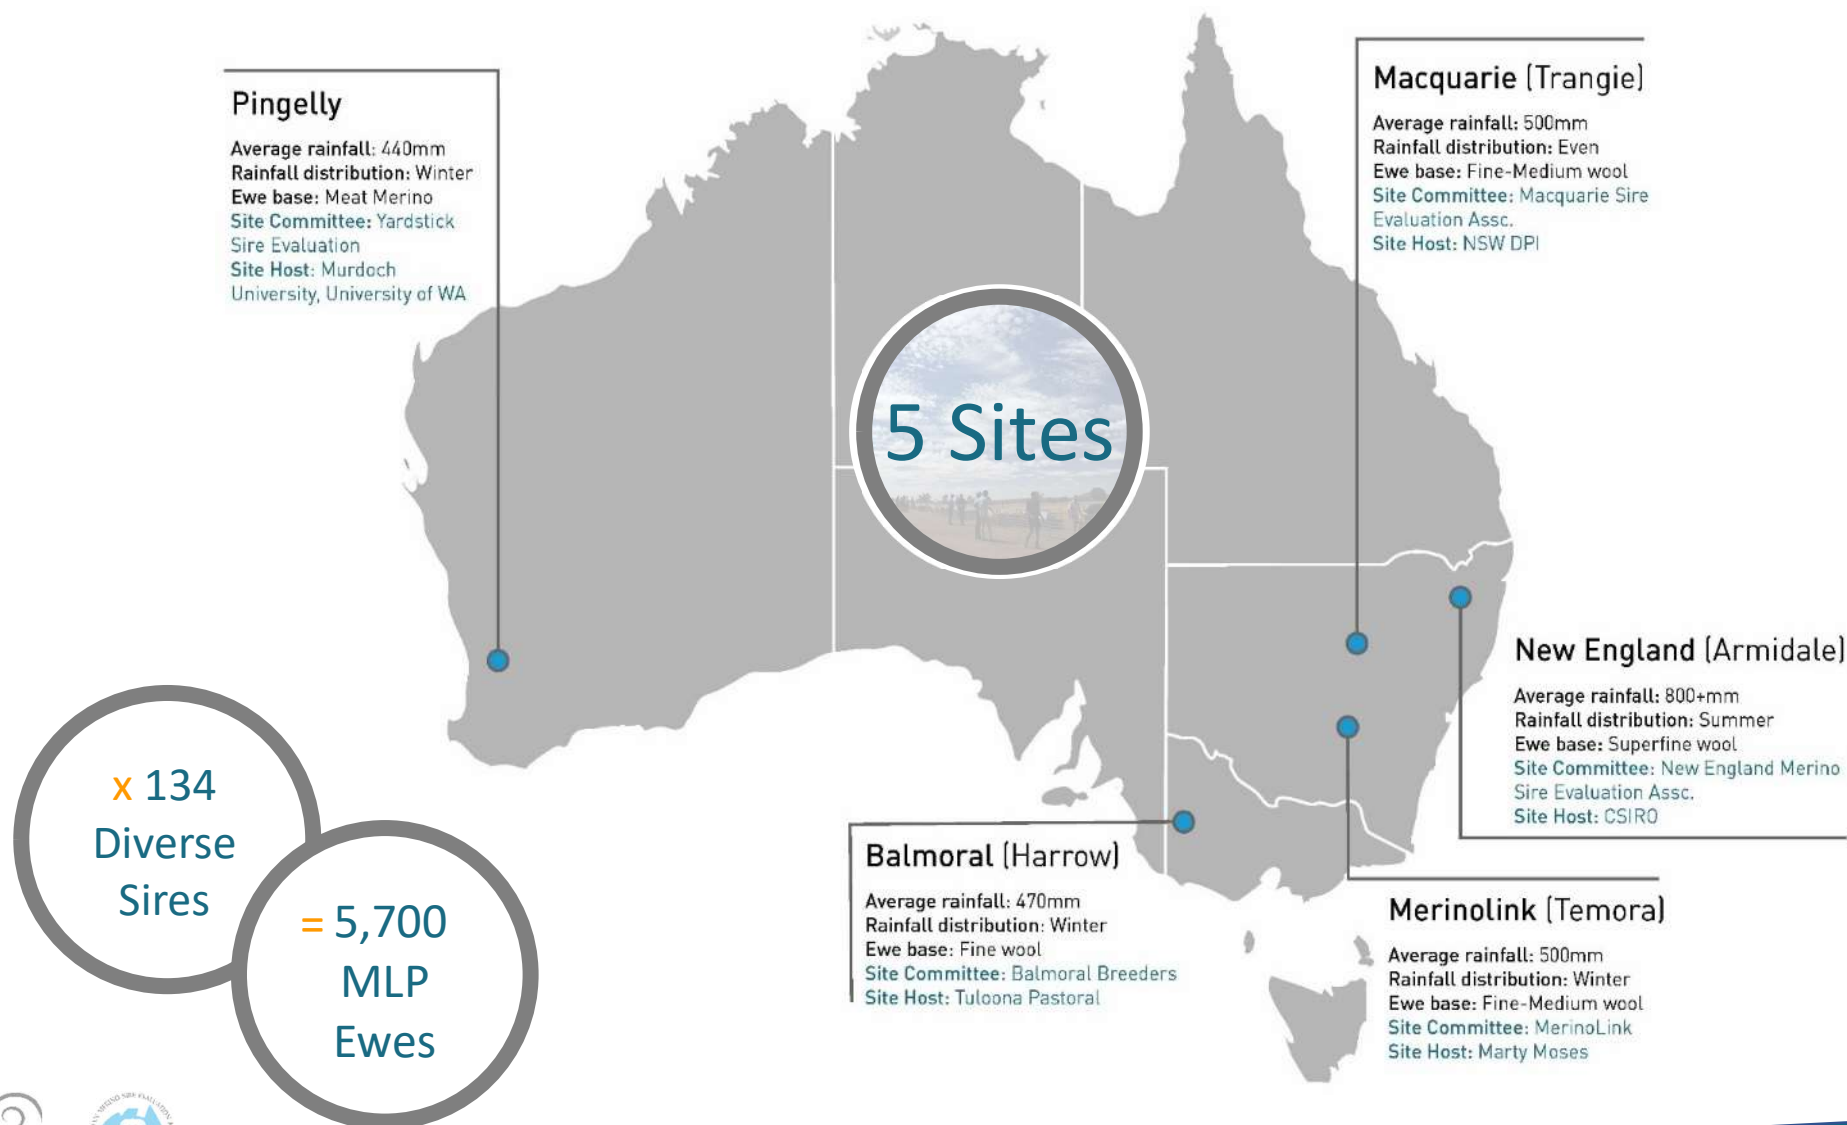 Pingelly
Average rainfall: 440mm
Rainfall distribution: Winter
Ewe base: Meat Merino
Site Committee: Yardstick
Sire Evaluation
Site Host: Murdoch
University, University of WA
Macquarie (Trangie)
Average rainfall: 500mm
Rainfall distribution: Even
Ewe base: Fine-Medium wool
Site Committee: Macquarie Sire
Evaluation Assc.
Site Host: NSW DPI
5 Sites
New England (Armidale)
Average rainfall: 800+mm
Rainfall distribution: Summer
Ewe base: Superfine wool
Site Committee: New England Merino
Sire Evaluation Assc.
Site Host: CSIRO
x 134
Diverse
Sires
= 5,700
MLP
Ewes
Balmoral (Harrow)
Average rainfall: 470mm
Rainfall distribution: Winter
Ewe base: Fine wool
Site Committee: Balmoral Breeders
Site Host: Tuloona Pastoral
Merinolink (Temora)
Average rainfall: 500mm
Rainfall distribution: Winter
Ewe base: Fine-Medium wool
Site Committee: MerinoLink
Site Host: Marty Moses